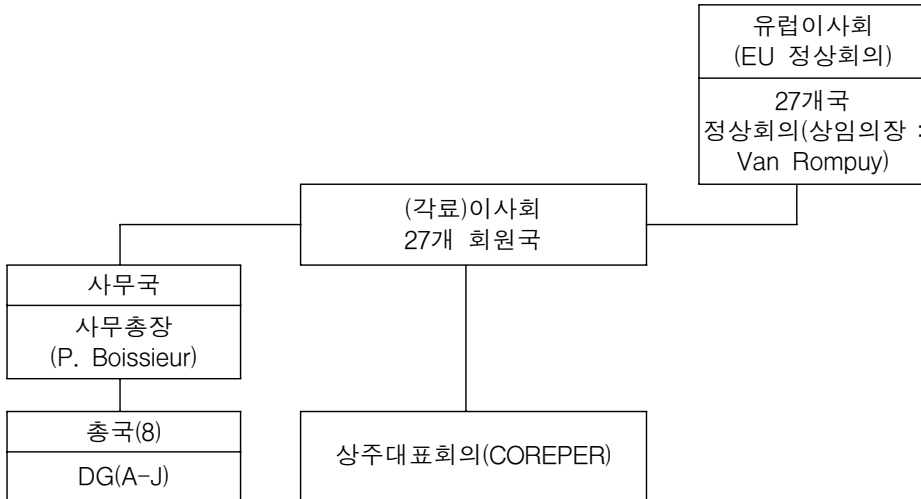 유럽이사회
(EU 정상회의)
27개국
정상회의(상임의장 :
Van Rompuy)
(각료)이사회
27개 회원국
사무국
사무총장
(P. Boissieur)
총국(8)
DG(A-J)
상주대표회의(COREPER)